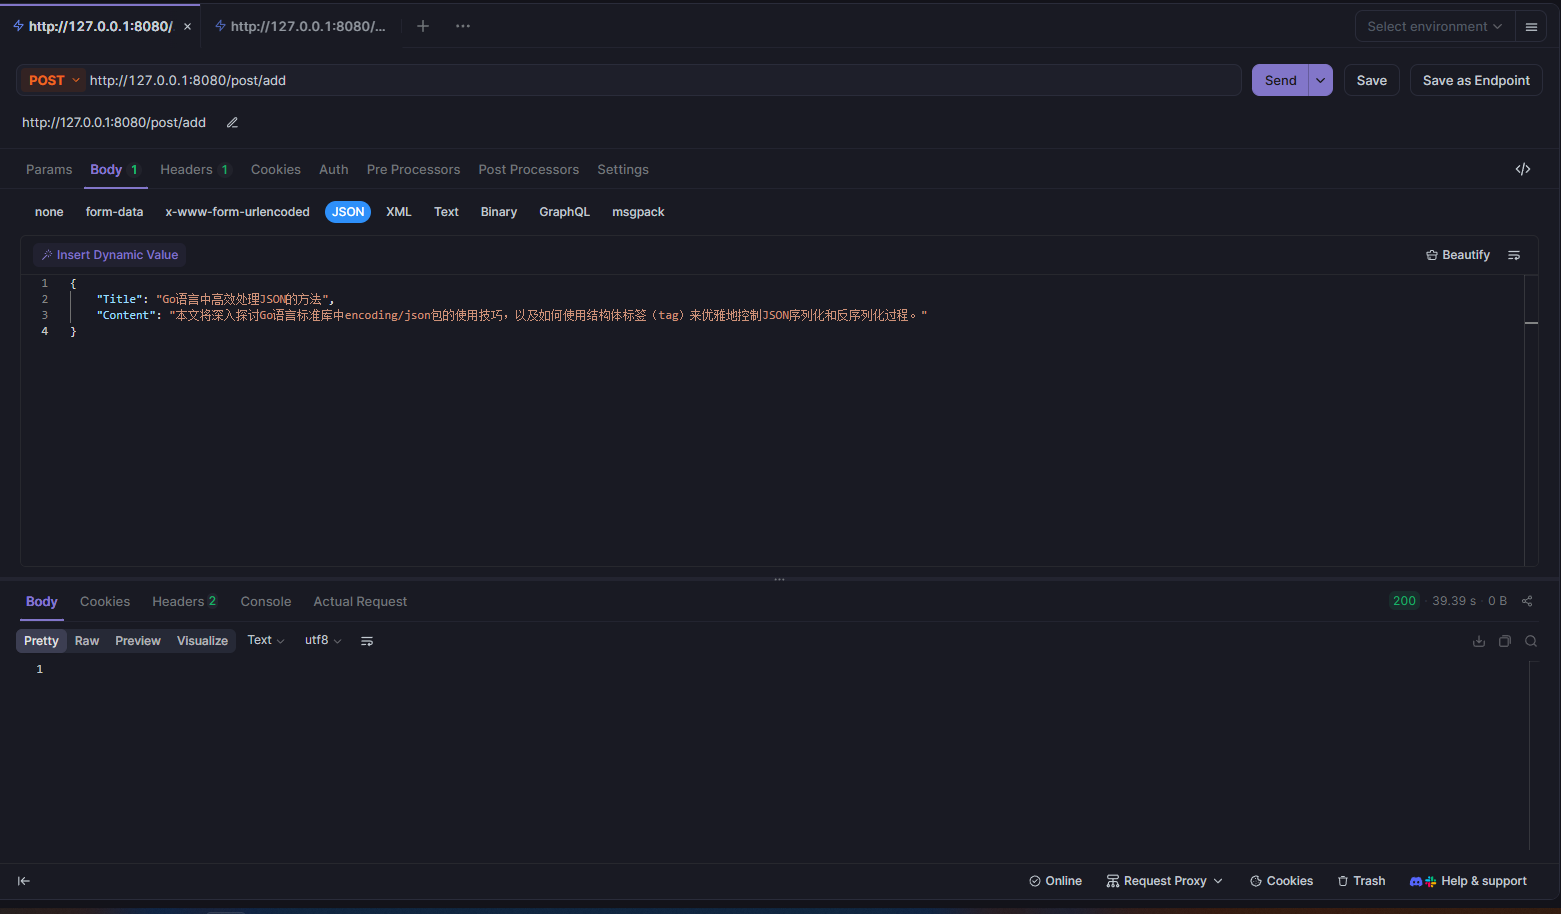 http://127.0.0.1:8080/ × http://127.0.0.1:8080/... + ... Select environment
POST http://127.0.0.1:8080/post/add Send Save Save as Endpoint
http://127.0.0.1:8080/post/add
Params Body 1 Headers 1 Cookies Auth Pre Processors Post Processors Settings </>
none form-data x-www-form-urlencoded JSON XML Text Binary GraphQL msgpack
Insert Dynamic Value Beautify
1 {
2 "Title": "Go语言中高效处理JSON的方法",
3 "Content": "本文将深入探讨Go语言标准库中encoding/json包的使用技巧，以及如何使用结构体标签（tag）来优雅地控制JSON序列化和反序列化过程。"
4 }
Body Cookies Headers 2 Console Actual Request 200 · 39.39 s · 0 B
Pretty Raw Preview Visualize Text utf8
1
Online Request Proxy Cookies Trash Help & support